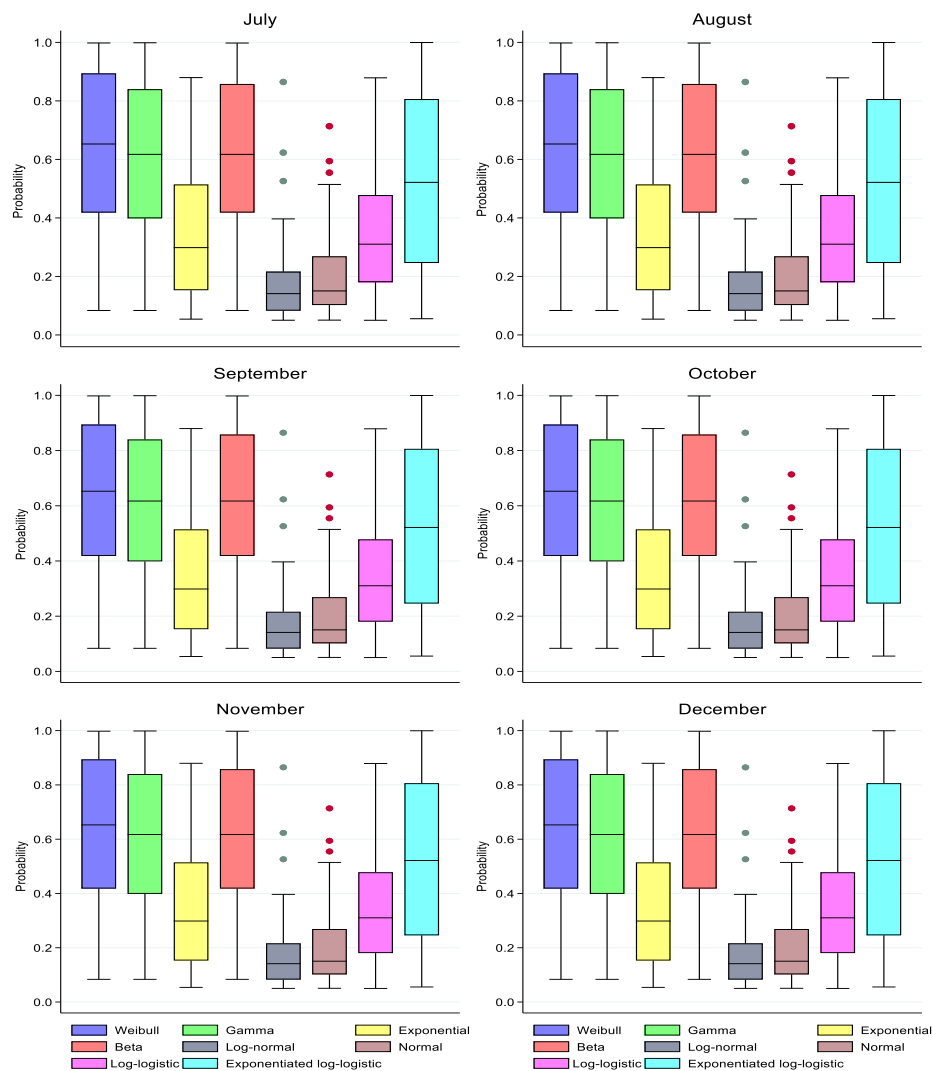 July
August
1.0
0.8
0.6
0.4
0.2
0.0
Probability
1.0
0.8
0.6
0.4
0.2
0.0
Probability
September
October
1.0
0.8
0.6
0.4
0.2
0.0
Probability
1.0
0.8
0.6
0.4
0.2
0.0
Probability
November
December
1.0
0.8
0.6
0.4
0.2
0.0
Probability
1.0
0.8
0.6
0.4
0.2
0.0
Probability
Weibull Gamma Exponential
Beta Log-normal Normal
Log-logistic Exponentiated log-logistic
Weibull Gamma Exponential
Beta Log-normal Normal
Log-logistic Exponentiated log-logistic